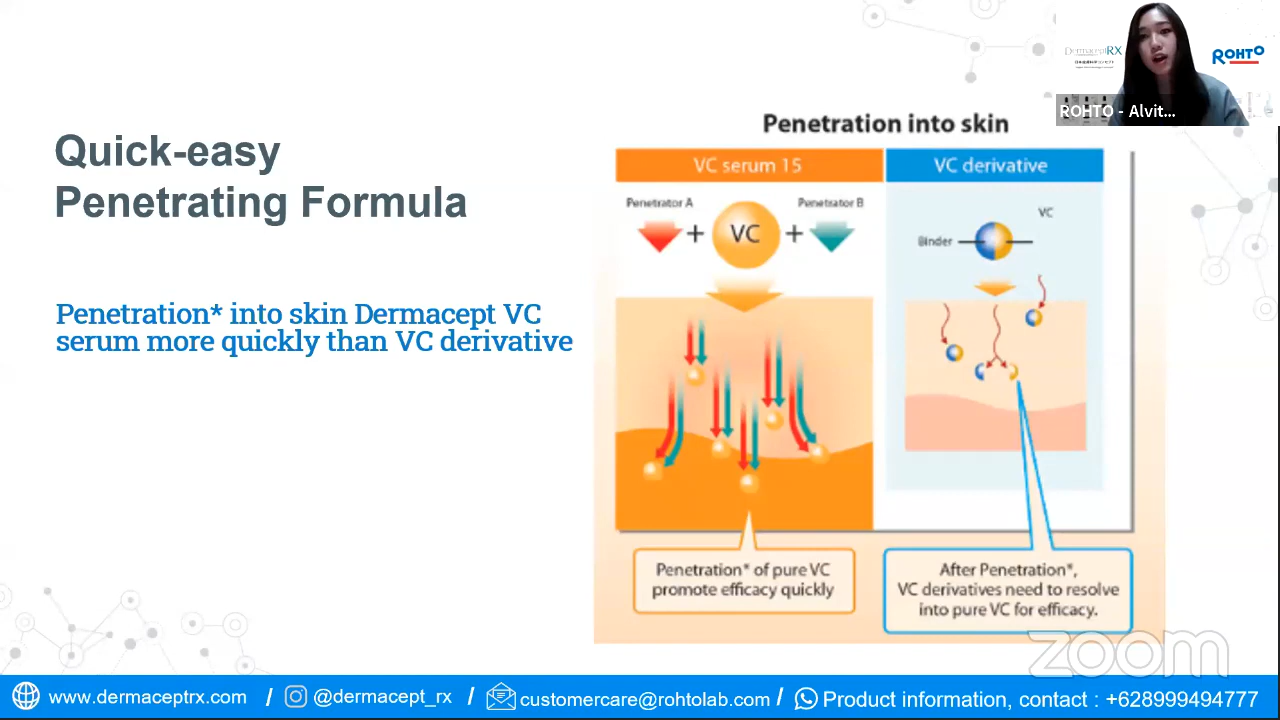 DermaceptRX
ROHTO
ROHTO - Alvit...
Quick-easy
Penetrating Formula
Penetration* into skin Dermacept VC
serum more quickly than VC derivative
Penetration into skin
VC serum 15
VC derivative
Penetrator A
Penetrator B
VC
VC
Binder
Penetration* of pure VC
promote efficacy quickly
After Penetration*,
VC derivatives need to resolve
into pure VC for efficacy.
zoom
www.dermaceptrx.com / @dermacept_rx / customercare@rohtolab.com / Product information, contact : +628999494777